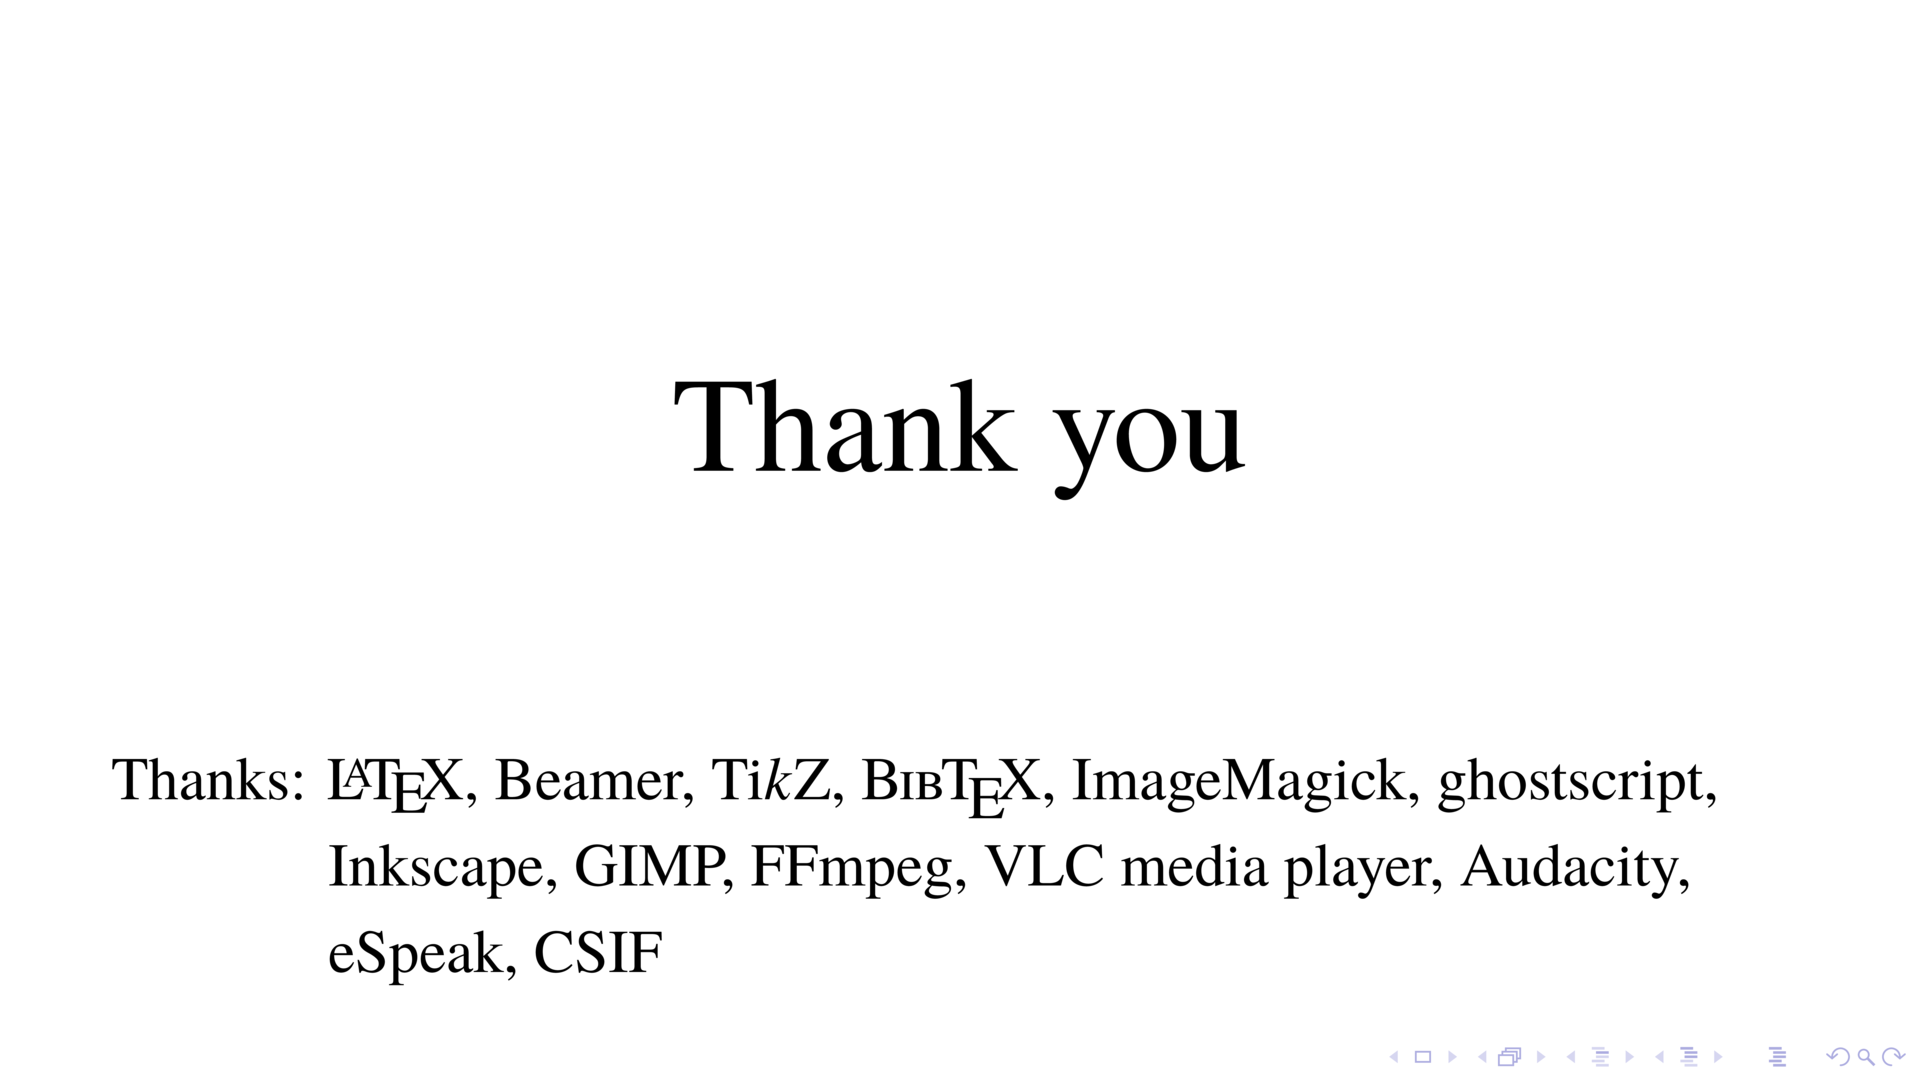 Thank you
Thanks: LATEX, Beamer, TikZ, BIBTEX, ImageMagick, ghostscript,
Inkscape, GIMP, FFmpeg, VLC media player, Audacity,
eSpeak, CSIF